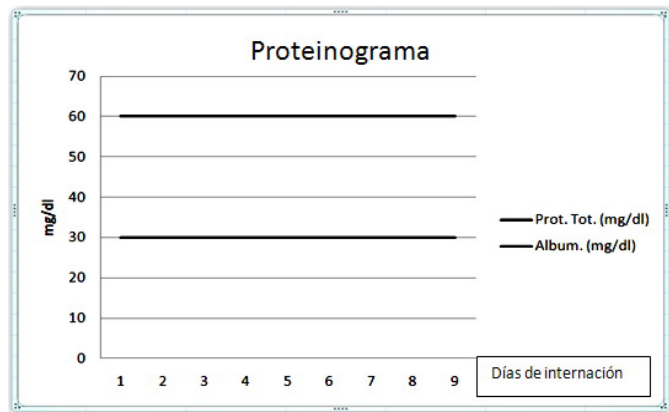 Proteinograma
70
60
50
40
30
20
10
0
mg/dl
1 2 3 4 5 6 7 8 9
Prot. Tot. (mg/dl)
Album. (mg/dl)
Días de internación